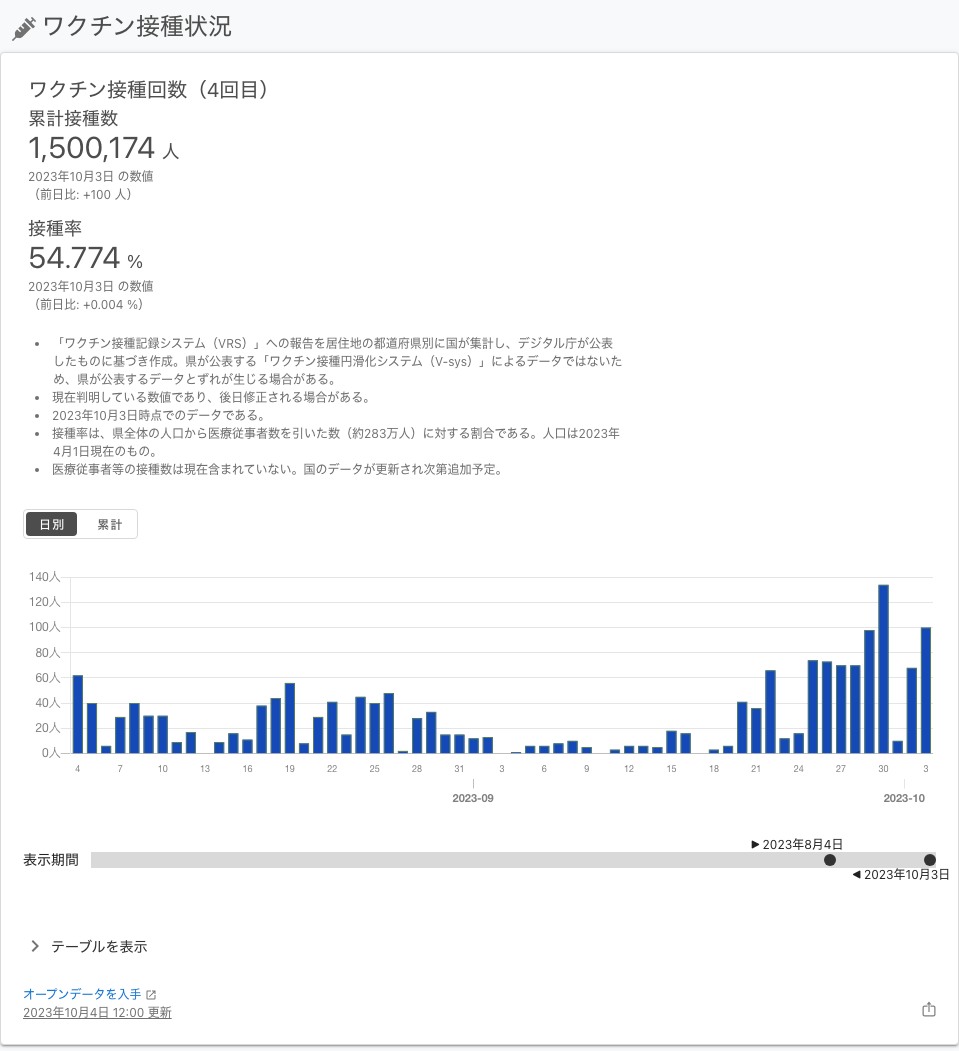 ワクチン接種状況
ワクチン接種回数（4回目）
累計接種数
1,500,174 人
2023年10月3日 の数値
（前日比: +100 人）
接種率
54.774 %
2023年10月3日 の数値
（前日比: +0.004 %）
• 「ワクチン接種記録システム（VRS）」への報告を居住地の都道府県別に国が集計し、デジタル庁が公表
したものに基づき作成。県が公表する「ワクチン接種円滑化システム（V-sys）」によるデータではないた
め、県が公表するデータとずれが生じる場合がある。
• 現在判明している数値であり、後日修正される場合がある。
• 2023年10月3日時点でのデータである。
• 接種率は、県全体の人口から医療従事者数を引いた数（約283万人）に対する割合である。人口は2023年
4月1日現在のもの。
• 医療従事者等の接種数は現在含まれていない。国のデータが更新され次第追加予定。
日別 累計
140人
120人
100人
80人
60人
40人
20人
0人
4 7 10 13 16 19 22 25 28 31 3 6 9 12 15 18 21 24 27 30 3
2023-09 2023-10
2023年8月4日
表示期間
2023年10月3日
テーブルを表示
オープンデータを入手
2023年10月4日 12:00 更新